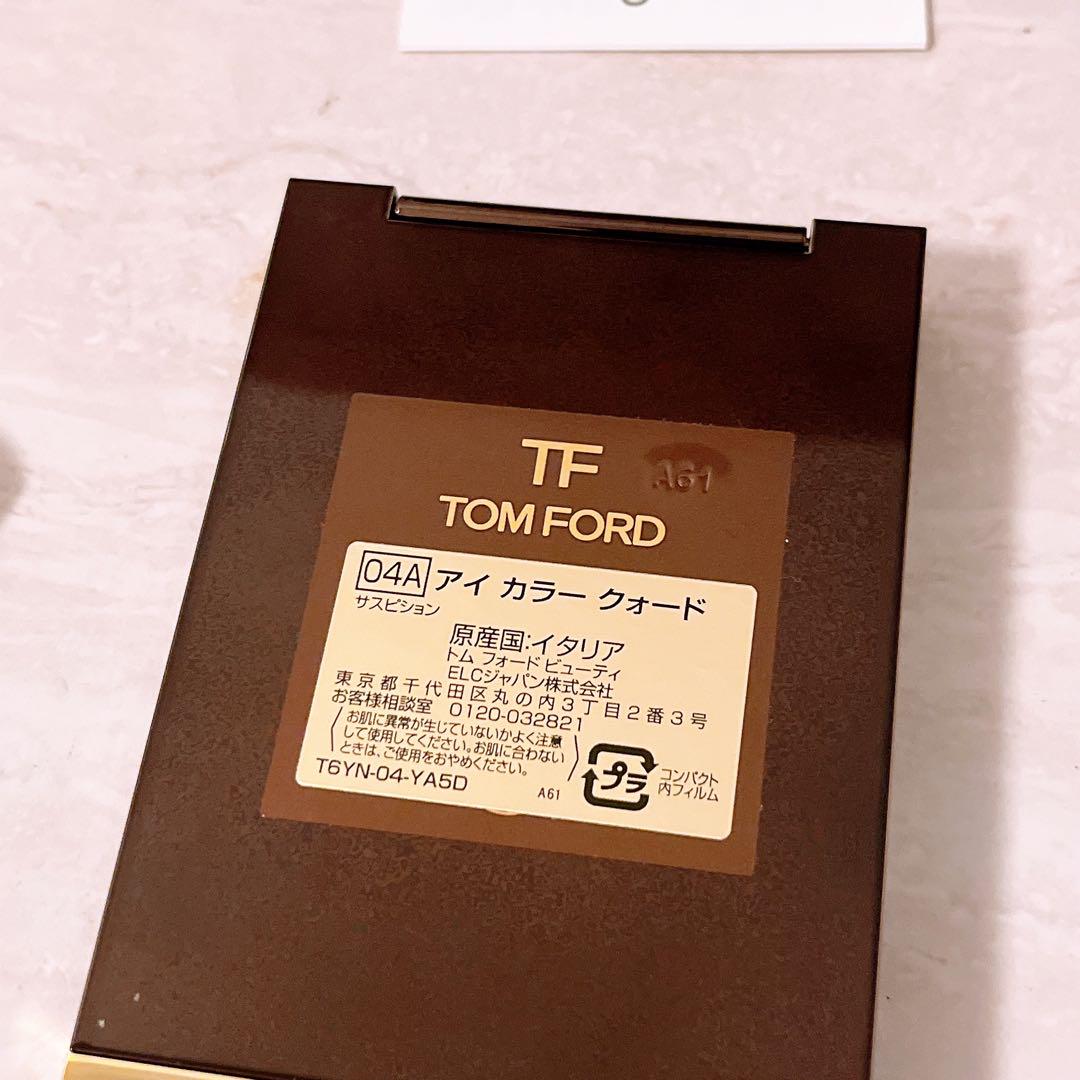 TF
A61
TOM FORD
04A アイ カラー クォード
サスピション
原産国:イタリア
トム フォード ビューティ
ELCジャパン株式会社
東京都千代田区丸の内3丁目2番3号
お客様相談室 0120-032821
お肌に異常が生じていないかよく注意
して使用してください。お肌に合わない
ときは、ご使用をおやめください。
T6YN-04-YA5D
A61
プラ
コンパクト
内フィルム